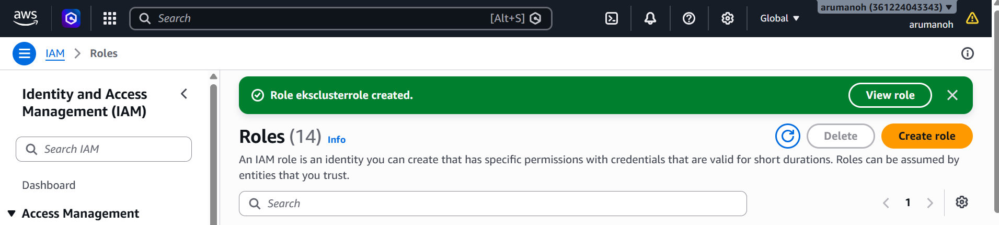 aws
Search
[Alt+S]
Global
arumanoh (361224043343)
arumanoh
IAM
Roles
Identity and Access
Management (IAM)
Search IAM
Dashboard
Access Management
Role eksclusterrole created.
View role
Roles (14) Info
Delete
Create role
An IAM role is an identity you can create that has specific permissions with credentials that are valid for short durations. Roles can be assumed by
entities that you trust.
Search
1